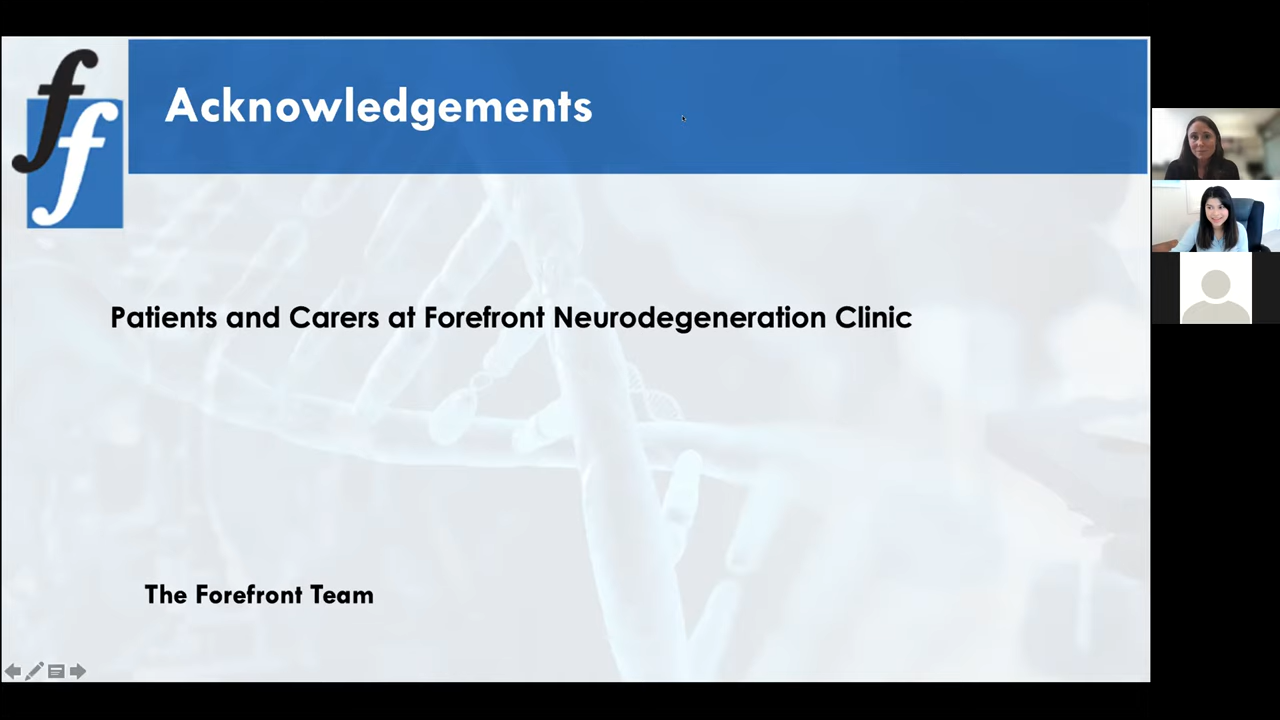 ff
Acknowledgements
Patients and Carers at Forefront Neurodegeneration Clinic
The Forefront Team